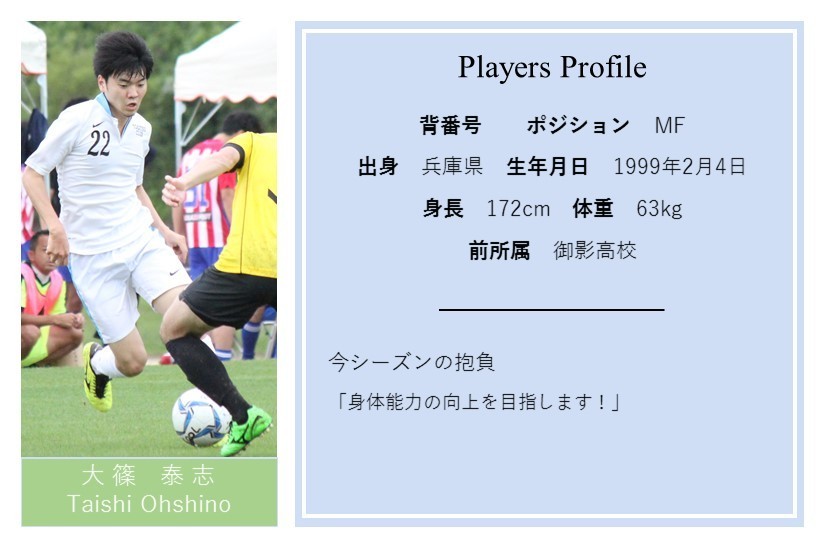 22
51
大篠 泰志
Taishi Ohshino
Players Profile
背番号 ポジション MF
出身 兵庫県 生年月日 1999年2月4日
身長 172cm 体重 63kg
前所属 御影高校
今シーズンの抱負
「身体能力の向上を目指します！」